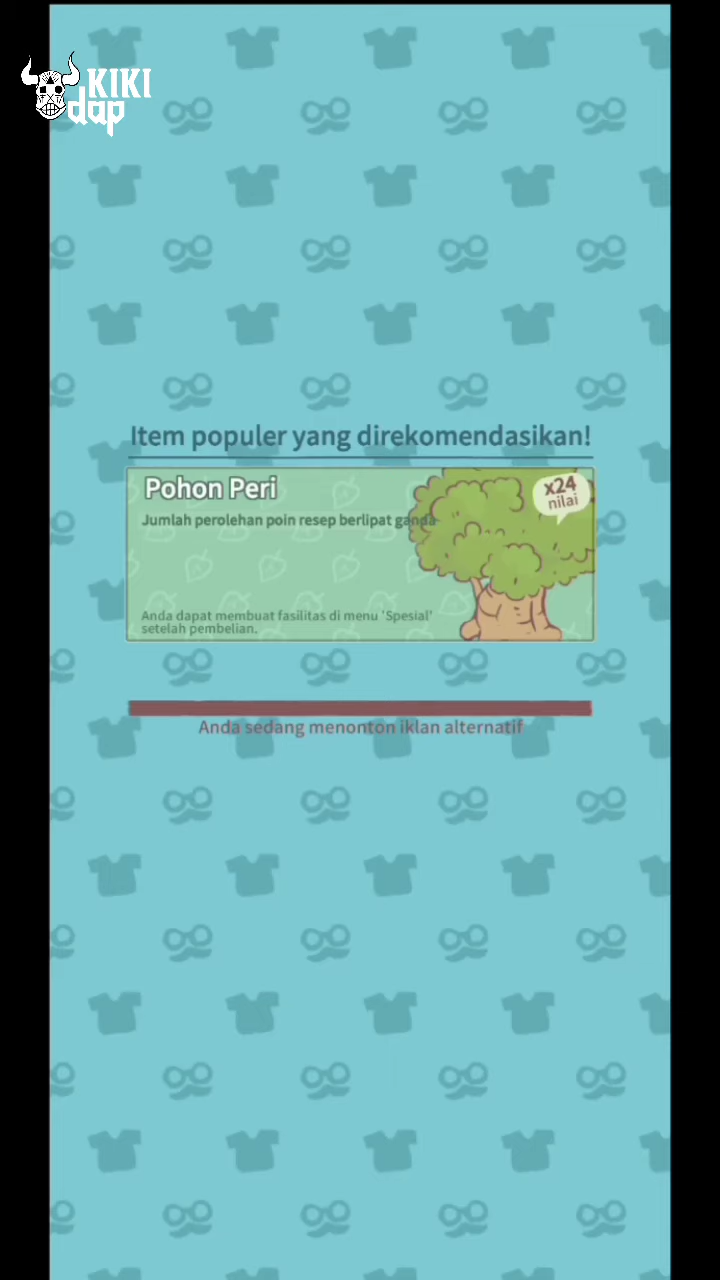 KIKI
dap
Item populer yang direkomendasikan!
Pohon Peri
x24
nilai
Jumlah perolehan poin resep berlipat ganda
Anda dapat membuat fasilitas di menu 'Spesial'
setelah pembelian.
Anda sedang menonton iklan alternatif